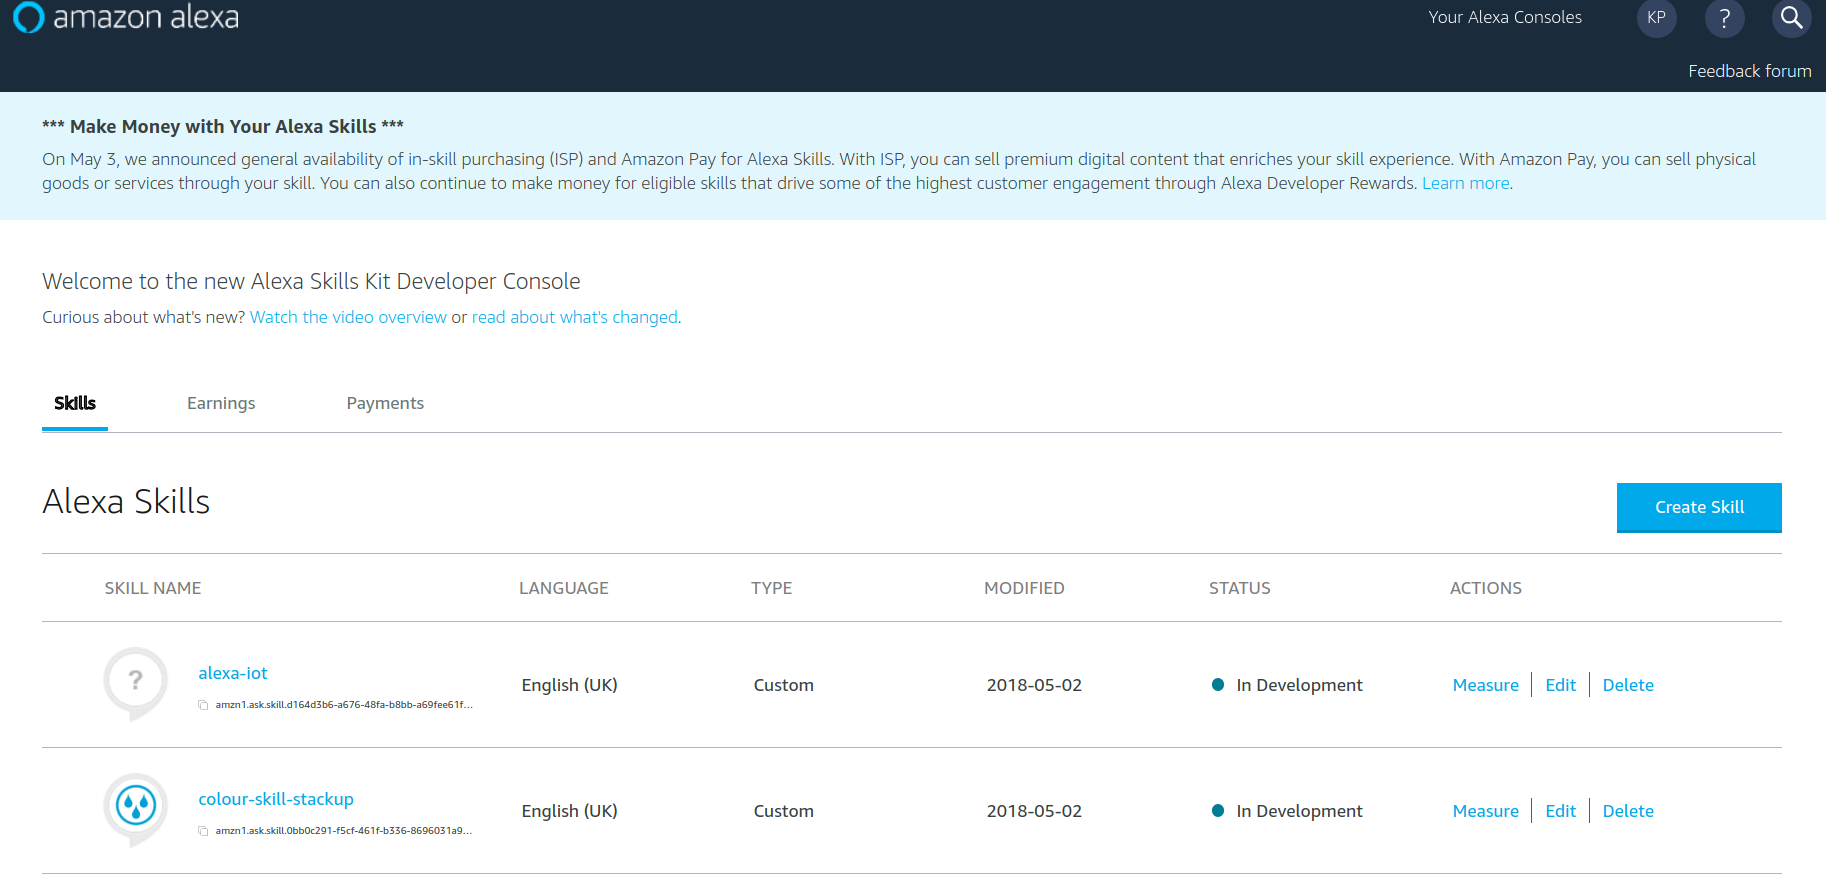 amazon alexa
Your Alexa Consoles
KP
?
Feedback forum
*** Make Money with Your Alexa Skills ***
On May 3, we announced general availability of in-skill purchasing (ISP) and Amazon Pay for Alexa Skills. With ISP, you can sell premium digital content that enriches your skill experience. With Amazon Pay, you can sell physical
goods or services through your skill. You can also continue to make money for eligible skills that drive some of the highest customer engagement through Alexa Developer Rewards. Learn more.
Welcome to the new Alexa Skills Kit Developer Console
Curious about what's new? Watch the video overview or read about what's changed.
Skills Earnings Payments
Alexa Skills
Create Skill
SKILL NAME LANGUAGE TYPE MODIFIED STATUS ACTIONS
?
alexa-iot
amzn1.ask.skill.d164d3b6-a676-48fa-b8bb-a69fee61f...
English (UK) Custom 2018-05-02 In Development Measure Edit Delete
colour-skill-stackup
amzn1.ask.skill.0bb0c291-f5cf-461f-b336-8696031a9...
English (UK) Custom 2018-05-02 In Development Measure Edit Delete